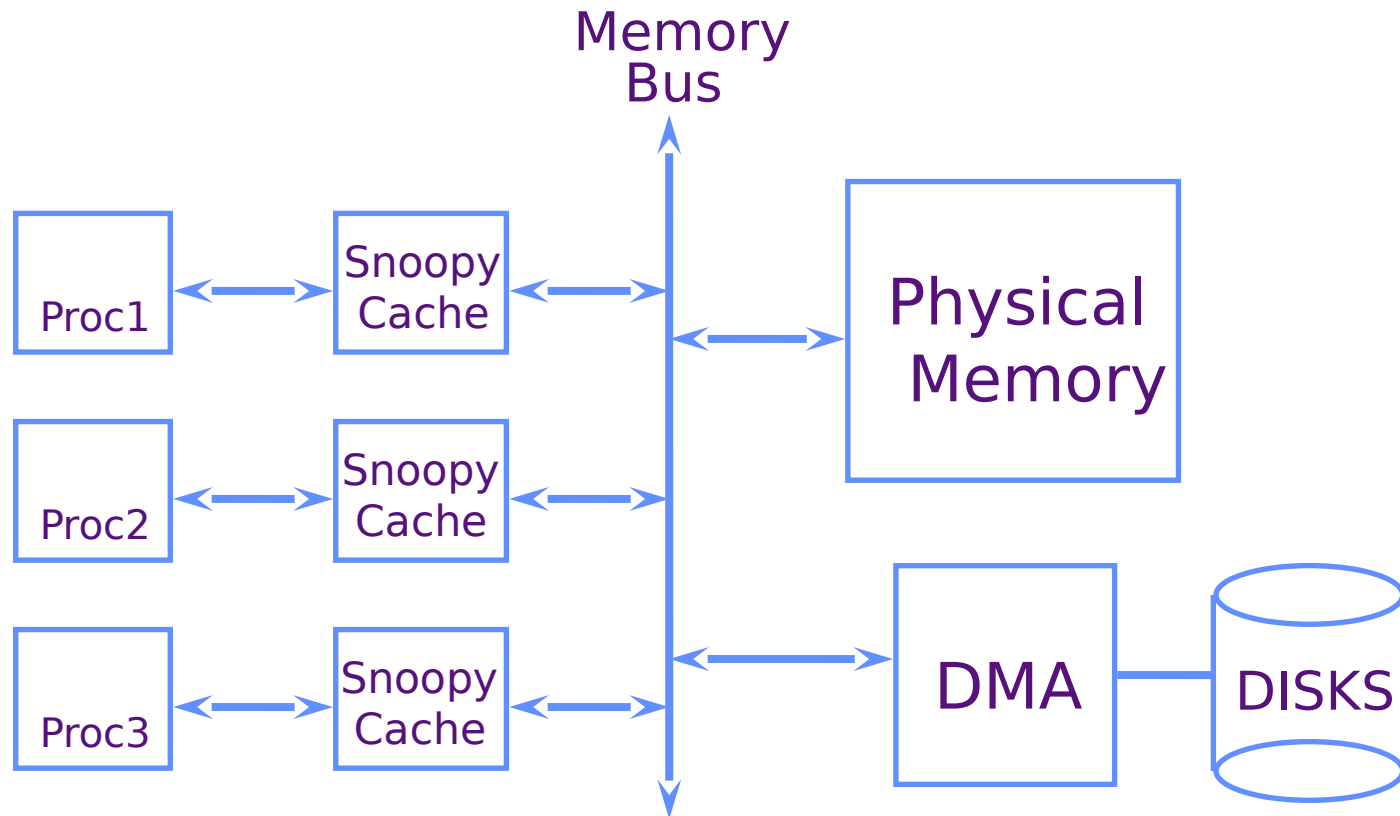 Memory
Bus
Proc1
Snoopy
Cache
Physical
Memory
Proc2
Snoopy
Cache
Proc3
Snoopy
Cache
DMA
DISKS